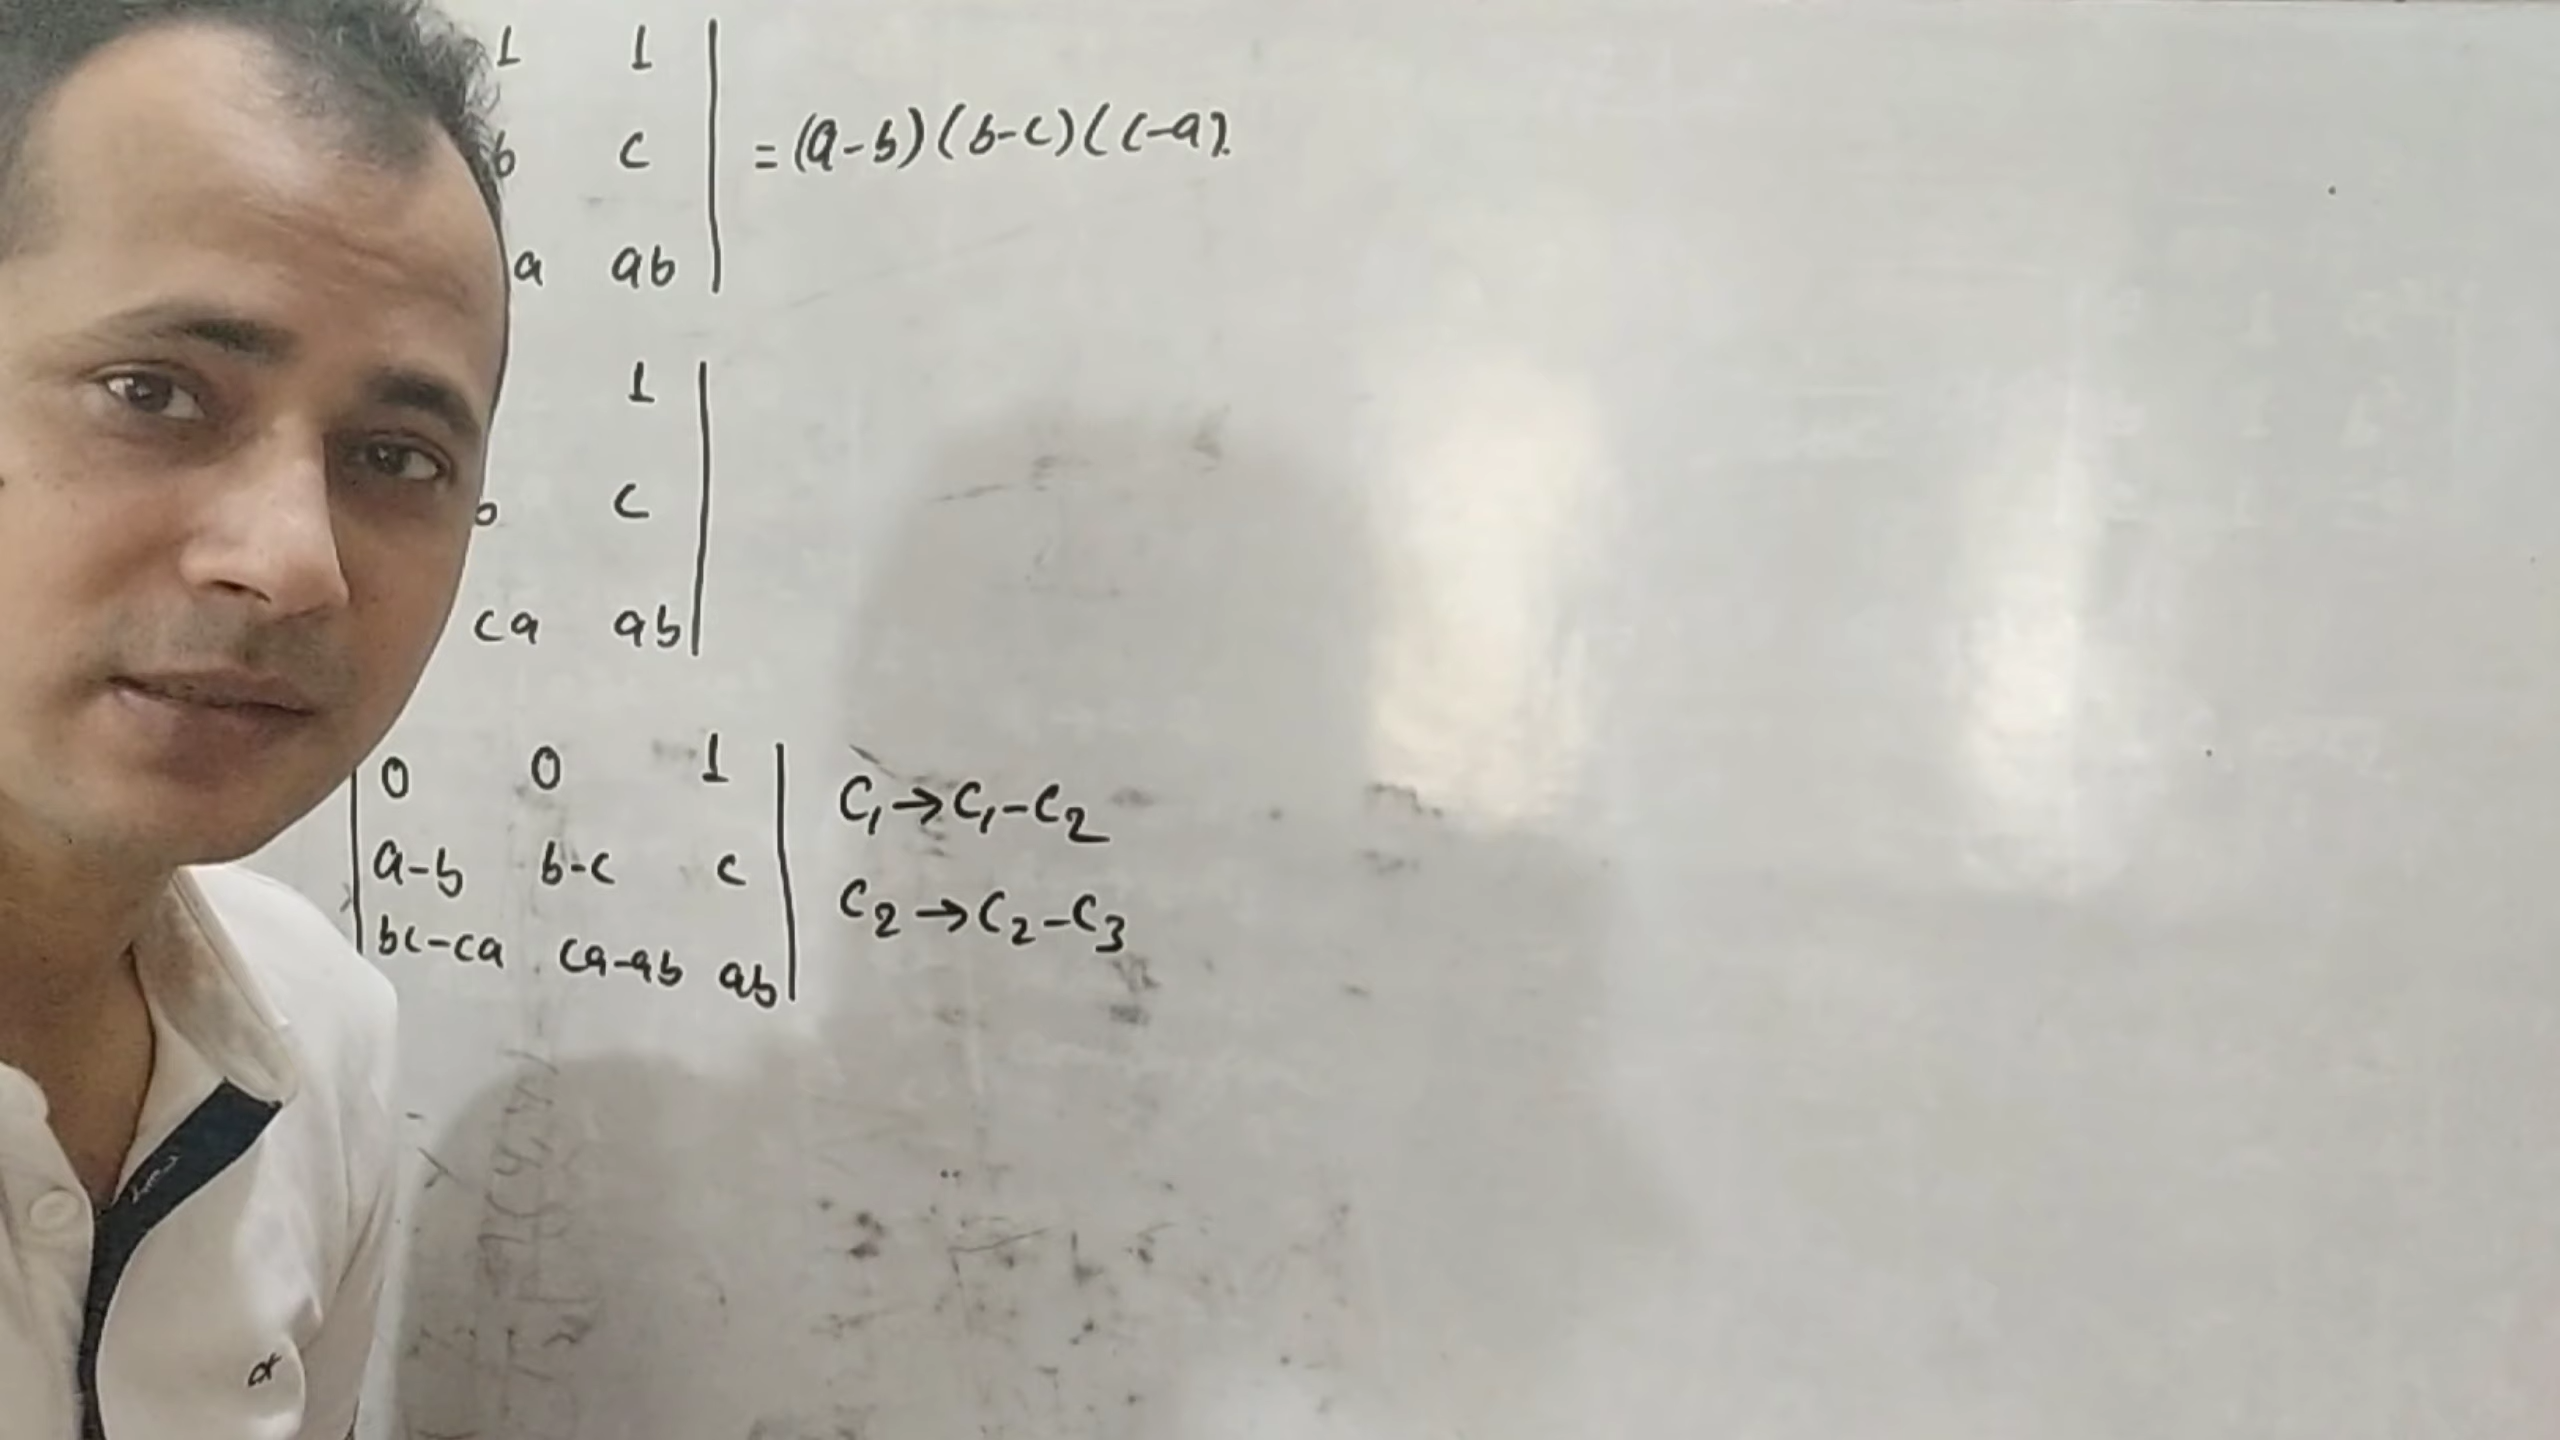 1 1
b c = (a-b)(b-c)(c-a).
a ab
1
b c
ca ab
0 0 1 C₁→C₁-C₂
a-b b-c c
C₂→C₂-C₃
bc-ca ca-ab ab